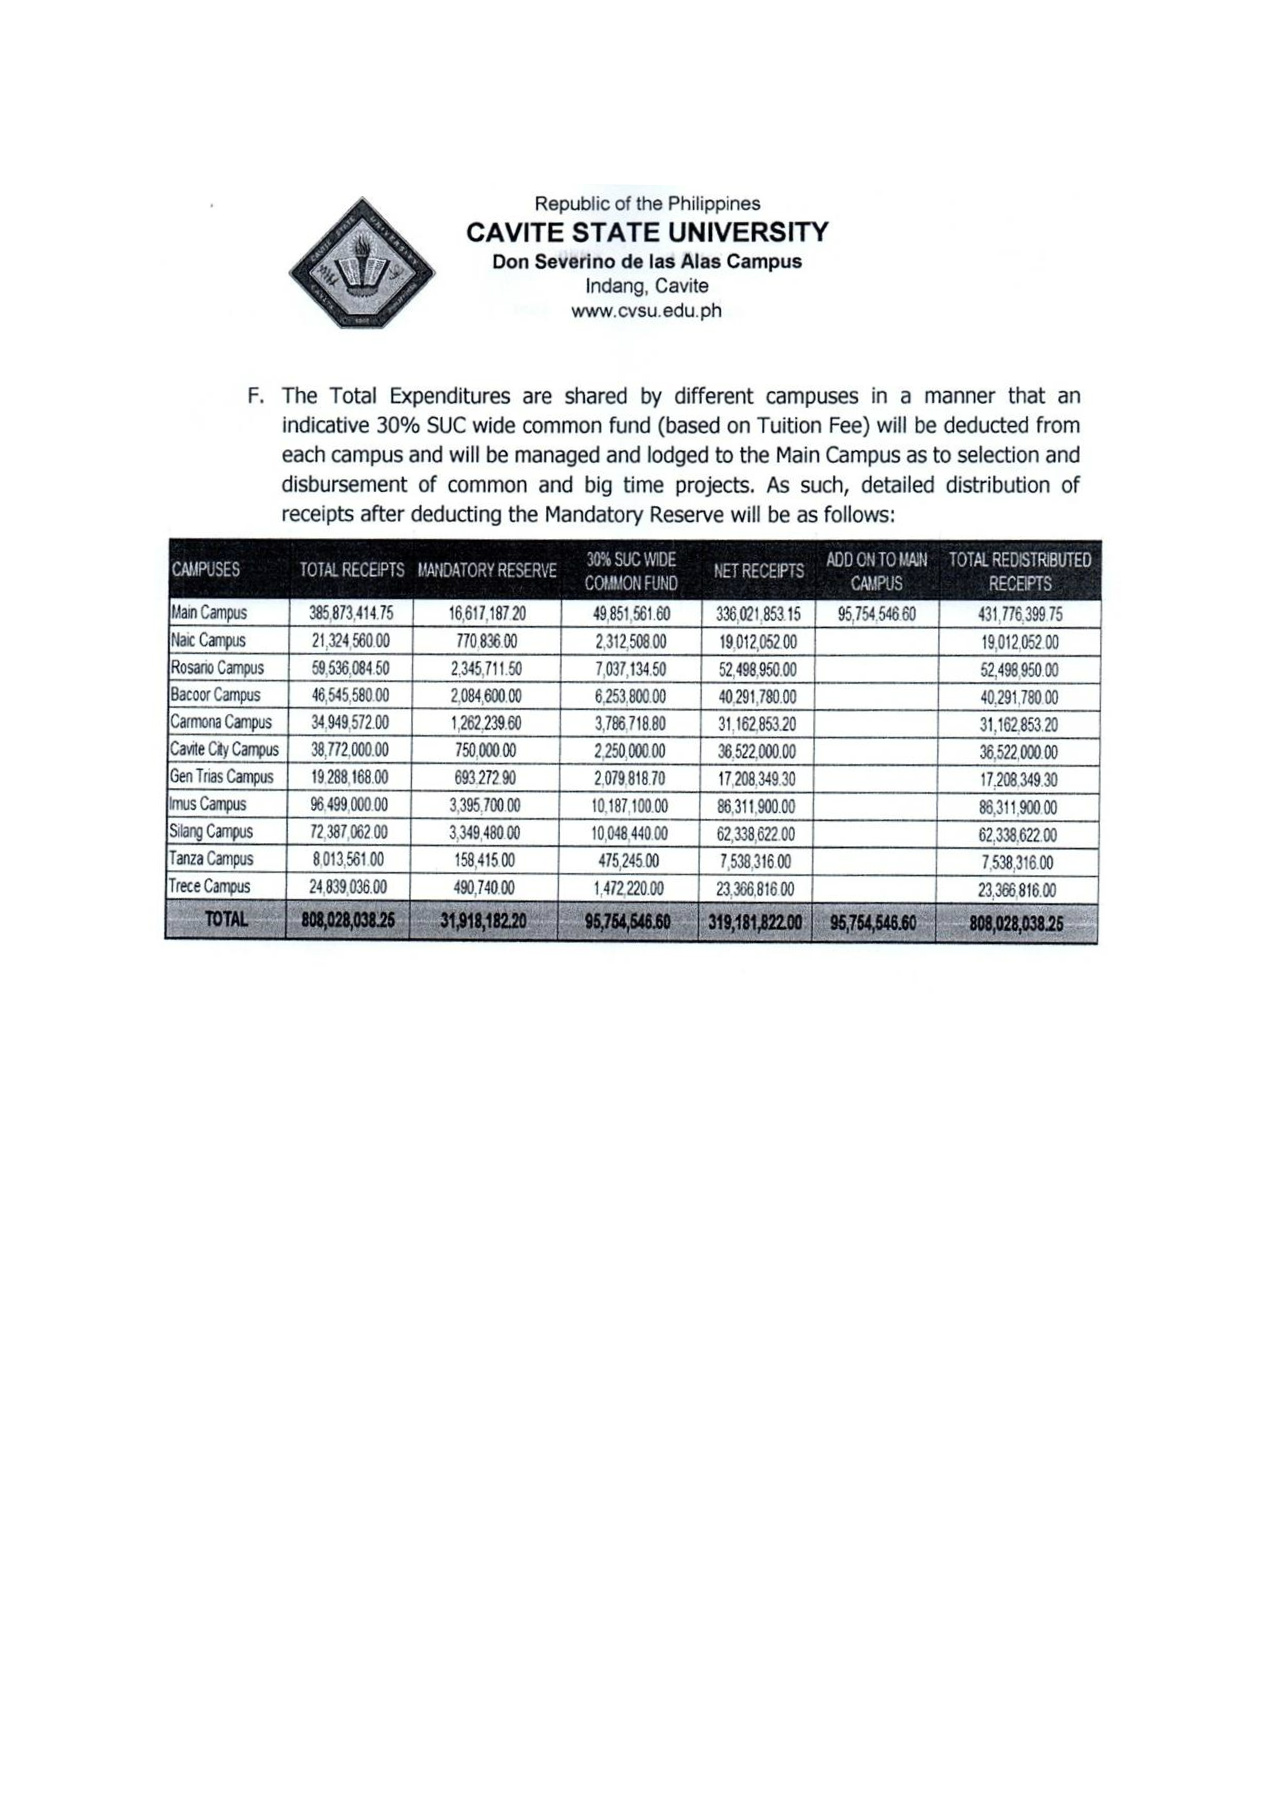 Republic of the Philippines
CAVITE STATE UNIVERSITY
Don Severino de las Alas Campus
Indang, Cavite
www.cvsu.edu.ph
F. The Total Expenditures are shared by different campuses in a manner that an
indicative 30% SUC wide common fund (based on Tuition Fee) will be deducted from
each campus and will be managed and lodged to the Main Campus as to selection and
disbursement of common and big time projects. As such, detailed distribution of
receipts after deducting the Mandatory Reserve will be as follows:
CAMPUSES TOTAL RECEIPTS MANDATORY RESERVE 30% SUC WIDE COMMON FUND NET RECEIPTS ADD ON TO MAIN CAMPUS TOTAL REDISTRIBUTED RECEIPTS
Main Campus 385,873,414.75 16,617,187.20 49,851,561.60 336,021,853.15 95,754,546.60 431,776,399.75
Naic Campus 21,324,560.00 770,836.00 2,312,508.00 19,012,052.00 19,012,052.00
Rosario Campus 59,536,084.50 2,345,711.50 7,037,134.50 52,498,950.00 52,498,950.00
Bacoor Campus 46,545,580.00 2,084,600.00 6,253,800.00 40,291,780.00 40,291,780.00
Carmona Campus 34,949,572.00 1,262,239.60 3,786,718.80 31,162,853.20 31,162,853.20
Cavite City Campus 38,772,000.00 750,000.00 2,250,000.00 36,522,000.00 36,522,000.00
Gen Trias Campus 19,288,168.00 693,272.90 2,079,818.70 17,208,349.30 17,208,349.30
Imus Campus 96,499,000.00 3,395,700.00 10,187,100.00 86,311,900.00 86,311,900.00
Silang Campus 72,387,062.00 3,349,480.00 10,048,440.00 62,338,622.00 62,338,622.00
Tanza Campus 8,013,561.00 158,415.00 475,245.00 7,538,316.00 7,538,316.00
Trece Campus 24,839,036.00 490,740.00 1,472,220.00 23,366,816.00 23,366,816.00
TOTAL 808,028,038.25 31,918,182.20 95,754,546.60 319,181,822.00 95,754,546.60 808,028,038.25